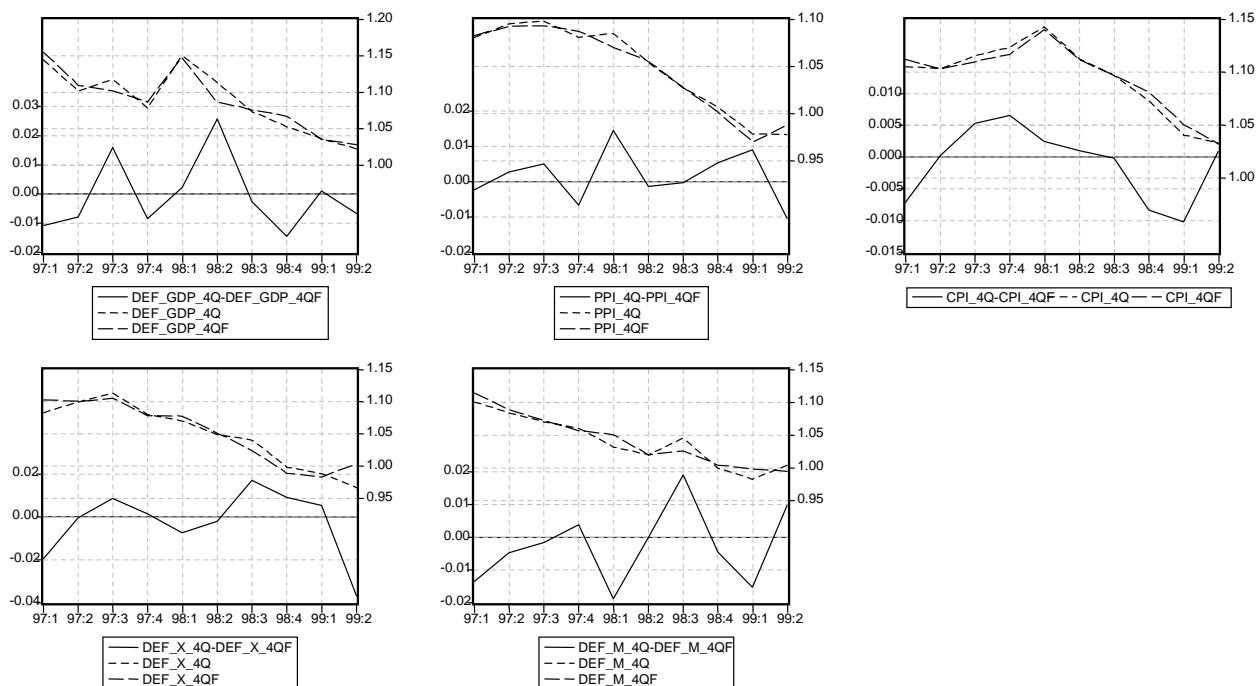 1.20
1.15
1.10
1.05
1.00
0.03
0.02
0.01
0.00
-0.01
-0.02
97:1 97:2 97:3 97:4 98:1 98:2 98:3 98:4 99:1 99:2
DEF_GDP_4Q-DEF_GDP_4QF
DEF_GDP_4Q
DEF_GDP_4QF
1.10
1.05
1.00
0.95
0.02
0.01
0.00
-0.01
-0.02
97:1 97:2 97:3 97:4 98:1 98:2 98:3 98:4 99:1 99:2
PPI_4Q-PPI_4QF
PPI_4Q
PPI_4QF
1.15
1.10
1.05
1.00
0.010
0.005
0.000
-0.005
-0.010
-0.015
97:1 97:2 97:3 97:4 98:1 98:2 98:3 98:4 99:1 99:2
CPI_4Q-CPI_4QF CPI_4Q CPI_4QF
1.15
1.10
1.05
1.00
0.95
0.02
0.00
-0.02
-0.04
97:1 97:2 97:3 97:4 98:1 98:2 98:3 98:4 99:1 99:2
DEF_X_4Q-DEF_X_4QF
DEF_X_4Q
DEF_X_4QF
1.15
1.10
1.05
1.00
0.95
0.02
0.01
0.00
-0.01
-0.02
97:1 97:2 97:3 97:4 98:1 98:2 98:3 98:4 99:1 99:2
DEF_M_4Q-DEF_M_4QF
DEF_M_4Q
DEF_M_4QF